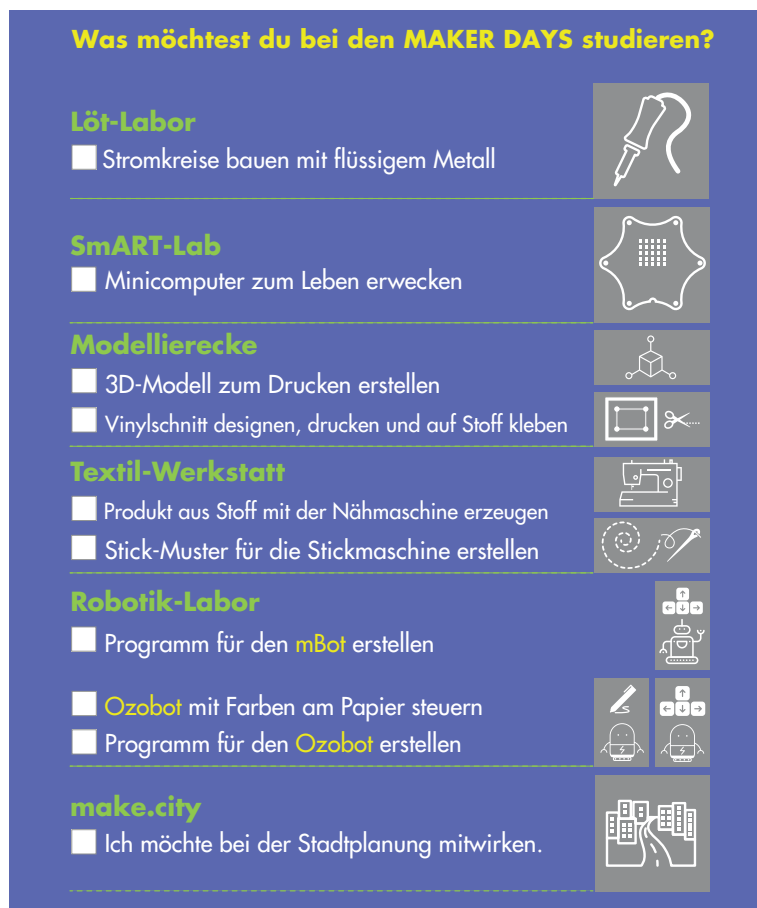 Was möchtest du bei den MAKER DAYS studieren?
Löt-Labor
Stromkreise bauen mit flüssigem Metall
SmART-Lab
Minicomputer zum Leben erwecken
Modellierecke
3D-Modell zum Drucken erstellen
Vinylschnitt designen, drucken und auf Stoff kleben
Textil-Werkstatt
Produkt aus Stoff mit der Nähmaschine erzeugen
Stick-Muster für die Stickmaschine erstellen
Robotik-Labor
Programm für den mBot erstellen
Ozobot mit Farben am Papier steuern
Programm für den Ozobot erstellen
make.city
Ich möchte bei der Stadtplanung mitwirken.